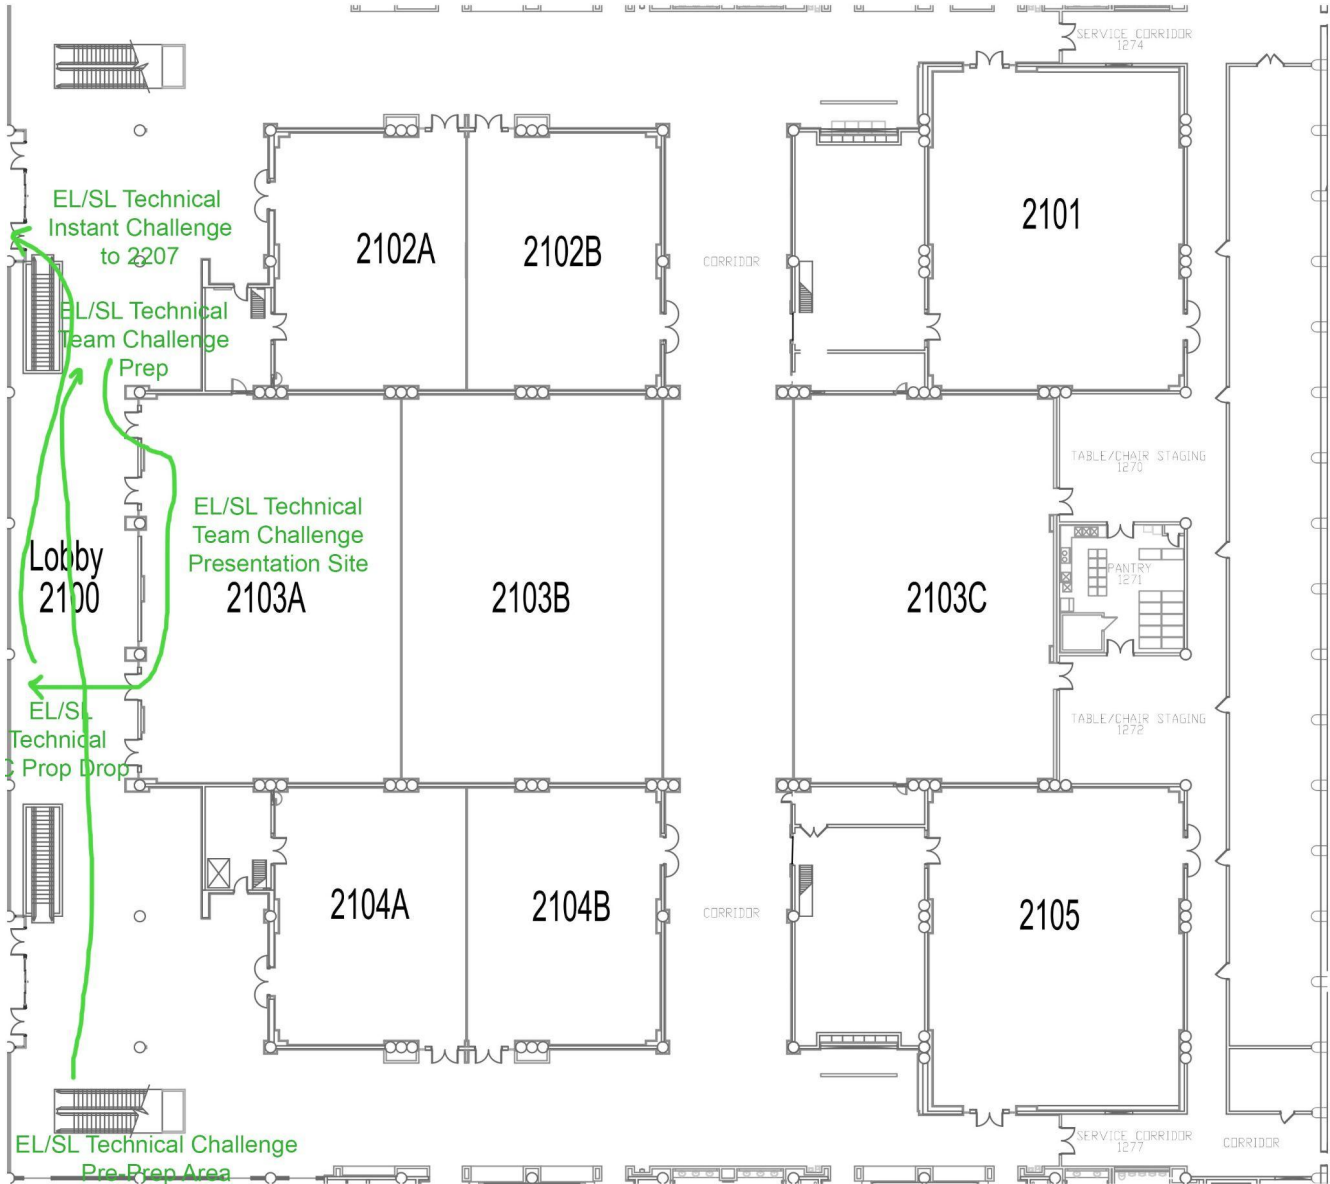 SERVICE CORRIDOR
1274
EL/SL Technical
Instant Challenge
to 2207
2102A
2102B
CORRIDOR
2101
EL/SL Technical
Team Challenge
Prep
TABLE/CHAIR STAGING
1270
EL/SL Technical
Team Challenge
Presentation Site
Lobby
2100
2103A
2103B
2103C
PANTRY
1271
EL/SL
Technical
C Prop Drop
TABLE/CHAIR STAGING
1272
2104A
2104B
CORRIDOR
2105
EL/SL Technical Challenge
Pre-Prep Area
SERVICE CORRIDOR
1277
CORRIDOR